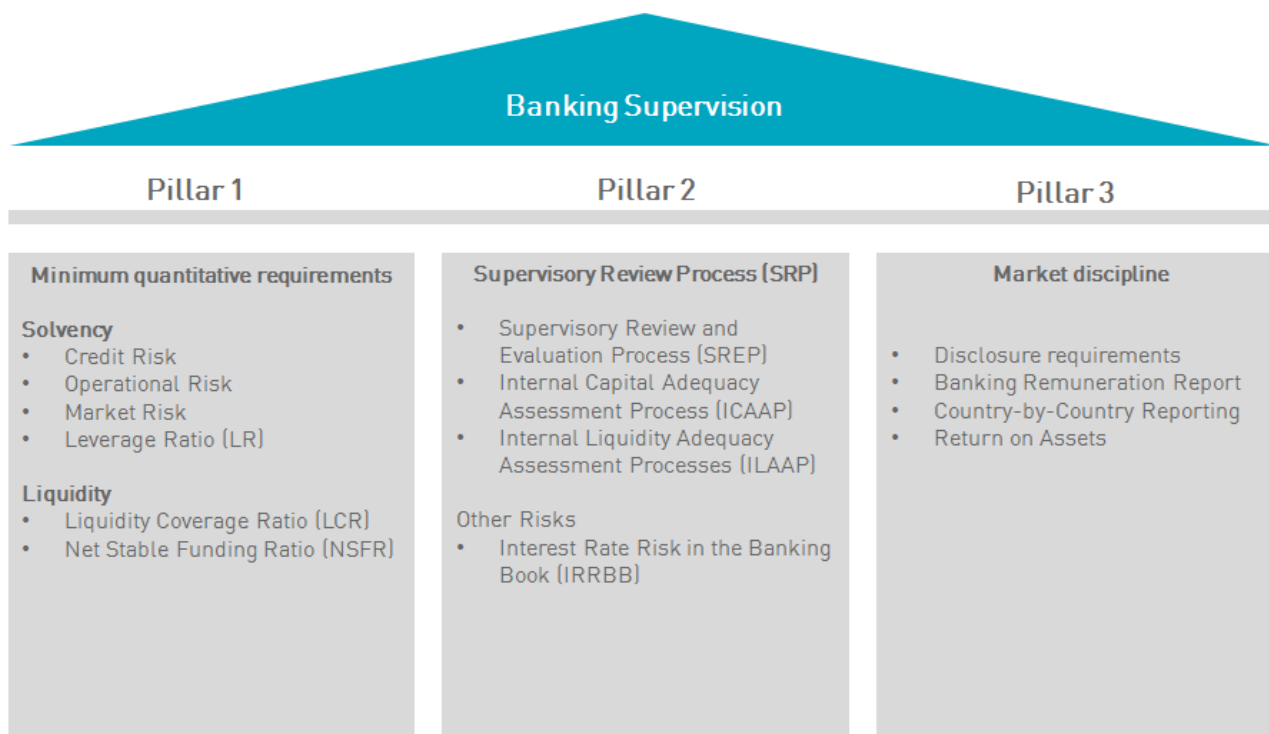 Banking Supervision
Pillar 1
Pillar 2
Pillar 3
Minimum quantitative requirements
Solvency
• Credit Risk
• Operational Risk
• Market Risk
• Leverage Ratio (LR)
Liquidity
• Liquidity Coverage Ratio (LCR)
• Net Stable Funding Ratio (NSFR)
Supervisory Review Process (SRP)
• Supervisory Review and
Evaluation Process (SREP)
• Internal Capital Adequacy
Assessment Process (ICAAP)
• Internal Liquidity Adequacy
Assessment Processes (ILAAP)
Other Risks
• Interest Rate Risk in the Banking
Book (IRRBB)
Market discipline
• Disclosure requirements
• Banking Remuneration Report
• Country-by-Country Reporting
• Return on Assets